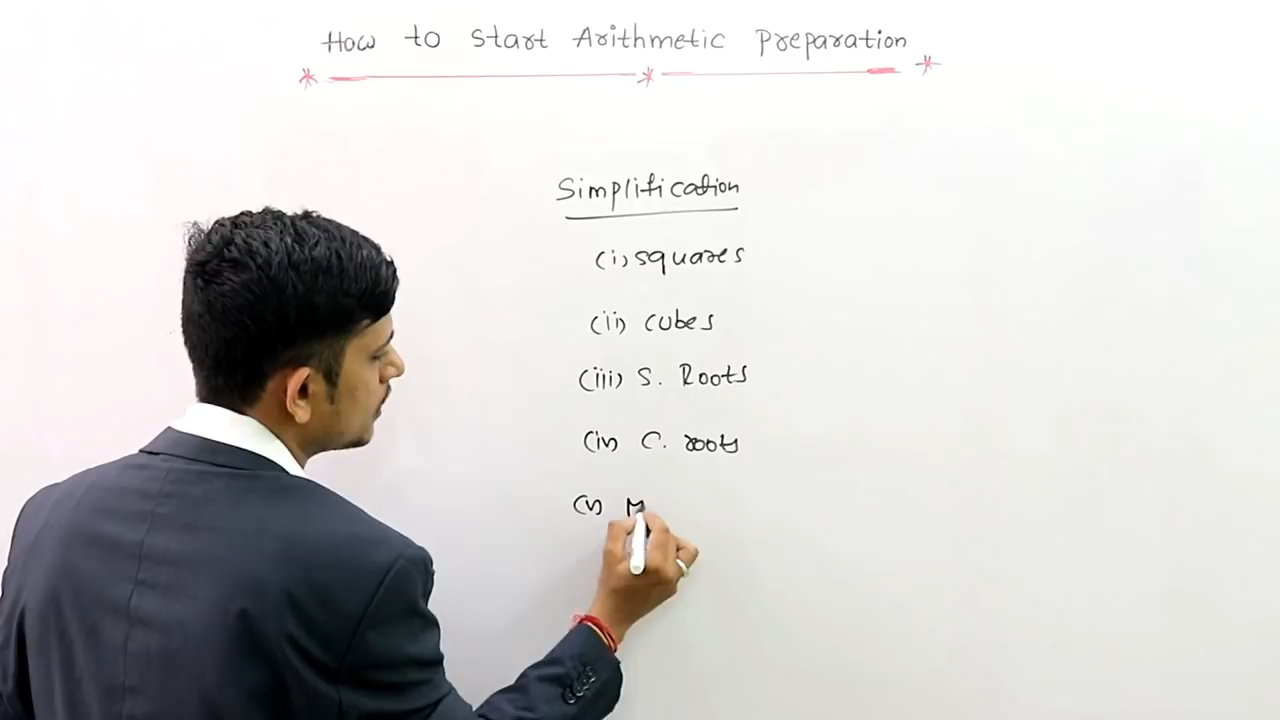 How to Start Arithmetic Preparation
Simplification
(i) squares
(ii) cubes
(iii) S. Roots
(iv) C. roots
(v) M